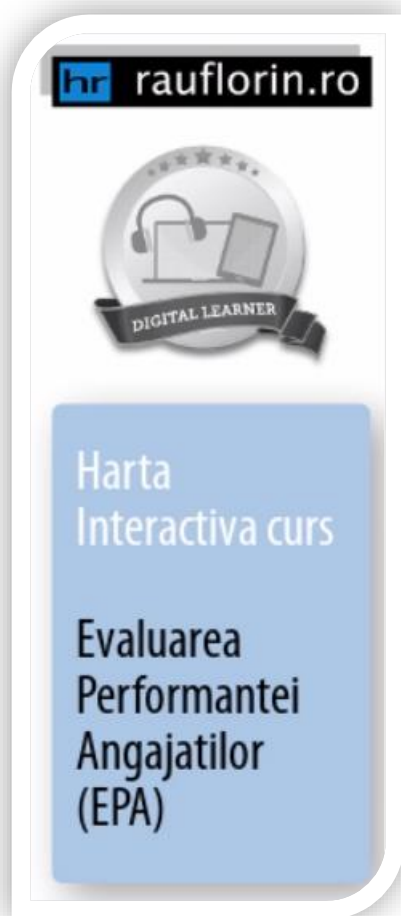 hr rauflorin.ro
DIGITAL LEARNER
Harta
Interactiva curs
Evaluarea
Performantei
Angajatilor
(EPA)